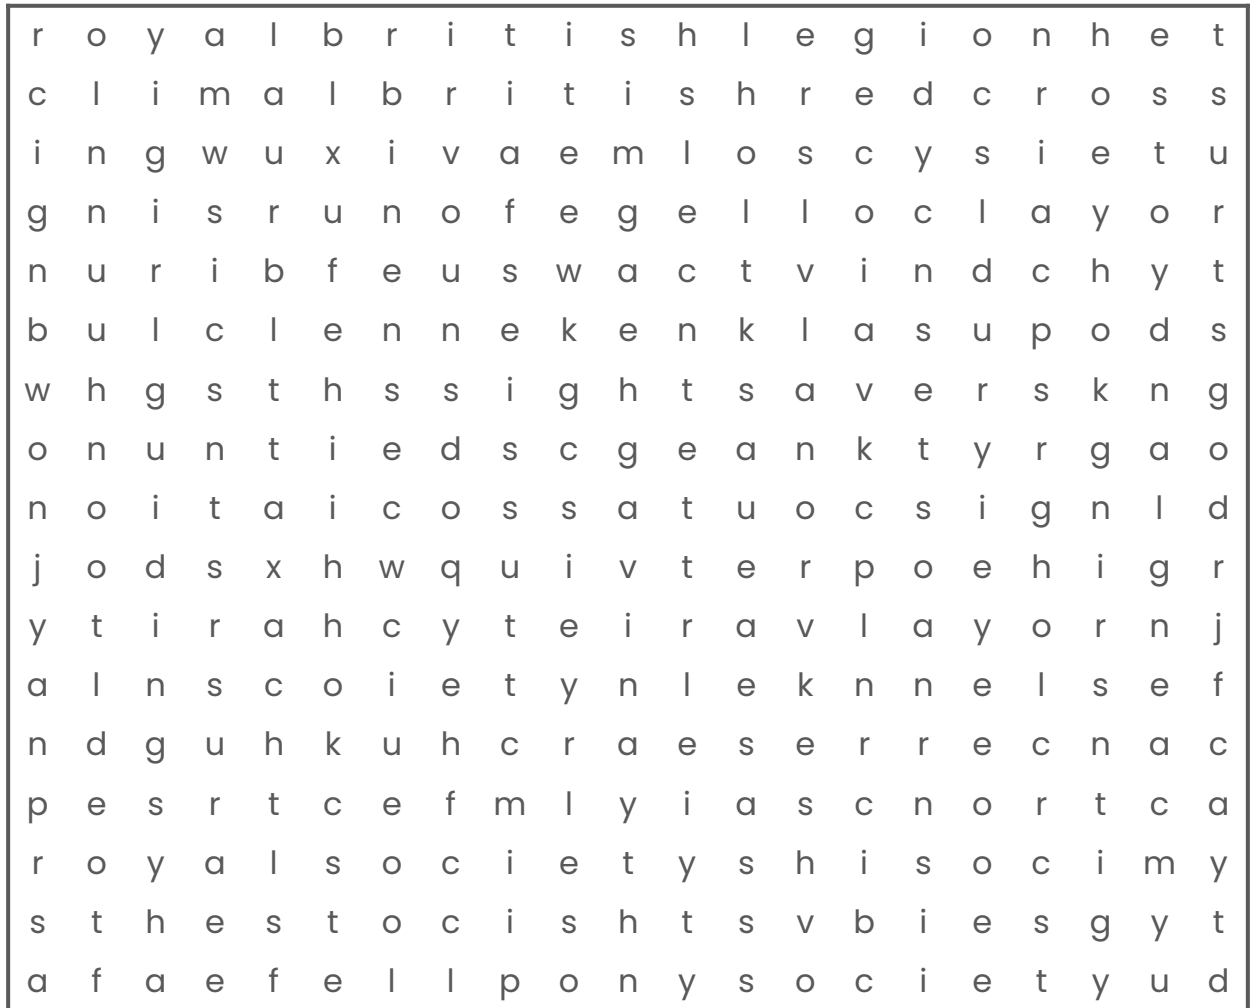 r o y a l b r i t i s h l e g i o n h e t
c l i m a l b r i t i s h r e d c r o s s
i n g w u x i v a e m l o s c y s i e t u
g n i s r u n o f e g e l l o c l a y o r
n u r i b f e u s w a c t v i n d c h y t
b u l c l e n n e k e n k l a s u p o d s
w h g s t h s s i g h t s a v e r s k n g
o n u n t i e d s c g e a n k t y r g a o
n o i t a i c o s s a t u o c s i g n l d
j o d s x h w q u i v t e r p o e h i g r
y t i r a h c y t e i r a v l a y o r n j
a l n s c o i e t y n l e k n n e l s e f
n d g u h k u h c r a e s e r r e c n a c
p e s r t c e f m l y i a s c n o r t c a
r o y a l s o c i e t y s h i s o c i m y
s t h e s t o c i s h t s v b i e s g y t
a f a e f e l l p o n y s o c i e t y u d